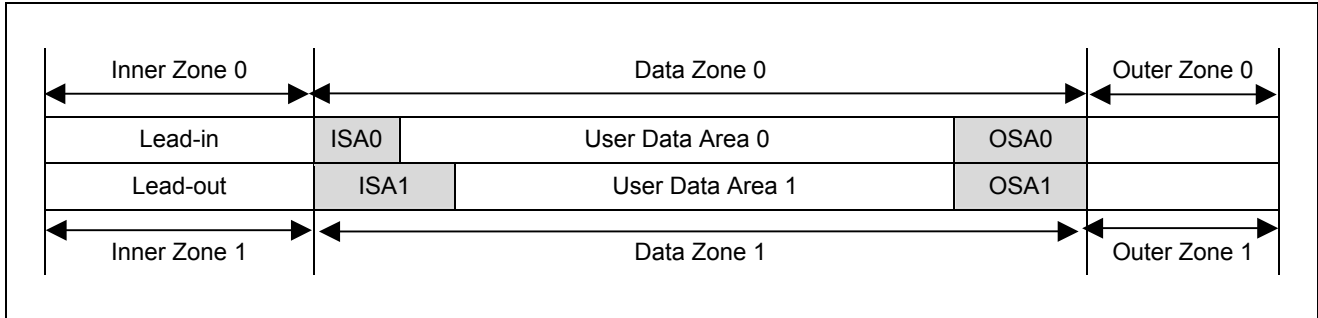 Inner Zone 0 Data Zone 0 Outer Zone 0
Lead-in ISA0 User Data Area 0 OSA0
Lead-out ISA1 User Data Area 1 OSA1
Inner Zone 1 Data Zone 1 Outer Zone 1